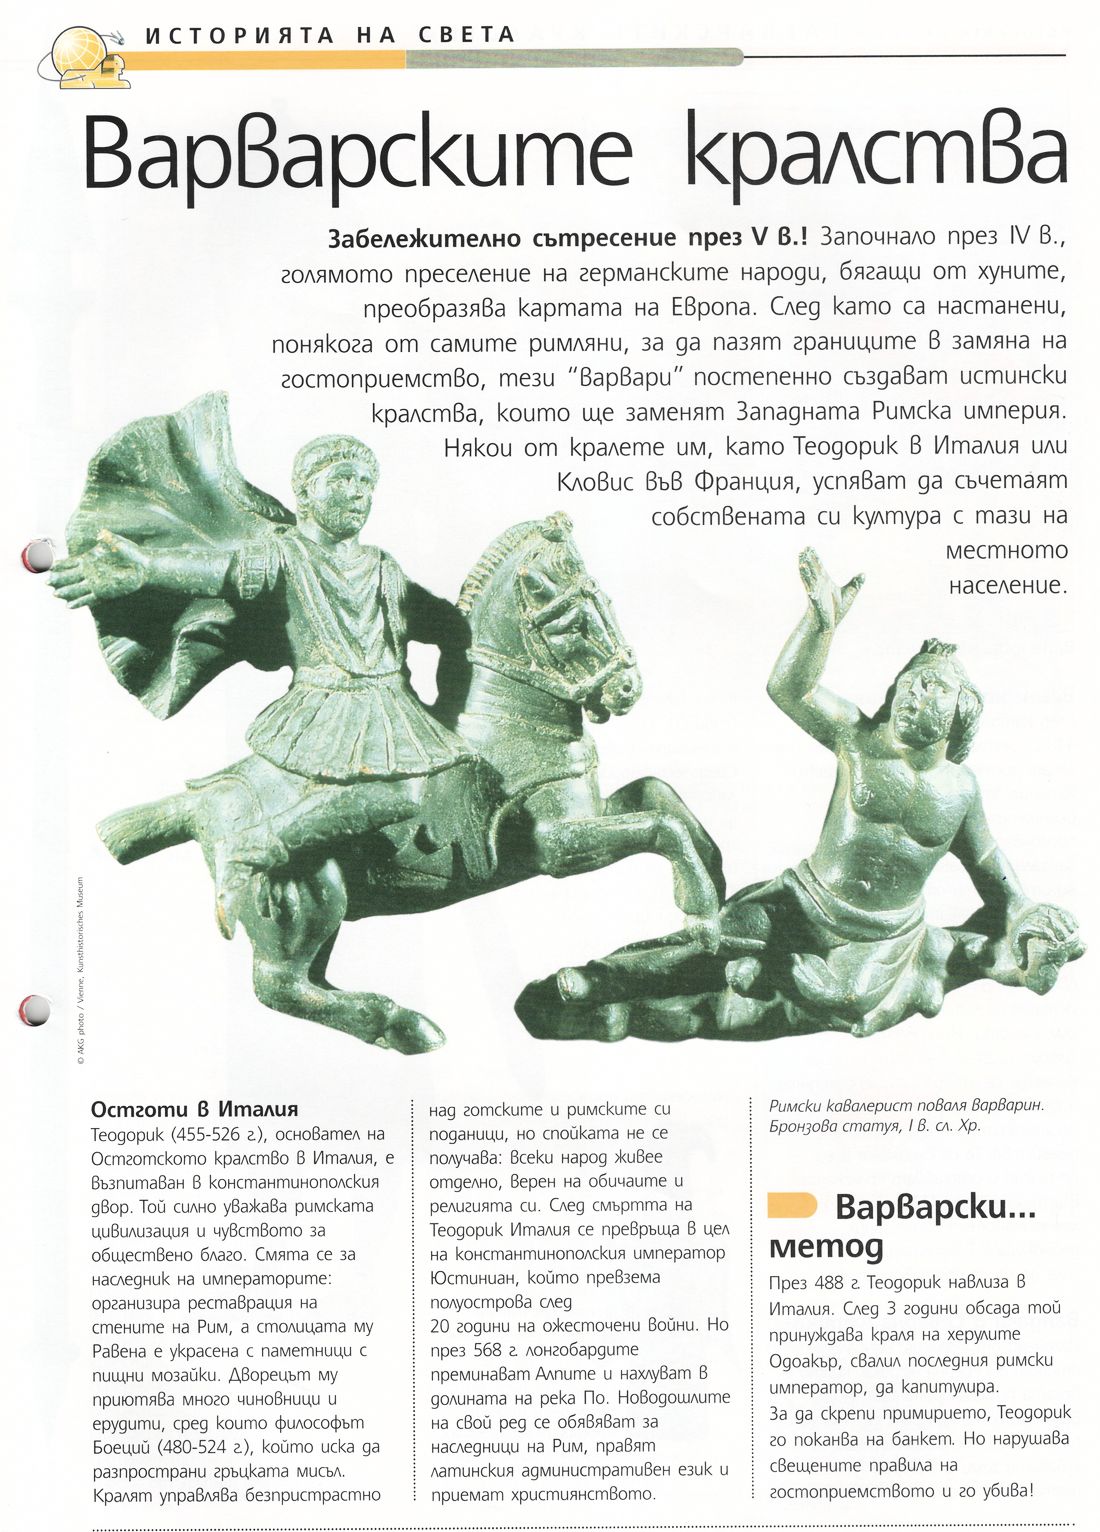 ИСТОРИЯТА НА СВЕТА
Варварските кралства
Забележително сътресение през V в.! Започнало през IV в.,
голямото преселение на германските народи, бягащи от хуните,
преобразява картата на Европа. След като са настанени,
понякога от самите римляни, за да пазят границите в замяна на
гостоприемство, тези “варвари” постепенно създават истински
кралства, които ще заменят Западната Римска империя.
Някои от кралете им, като Теодорик в Италия или
Кловис във Франция, успяват да съчетаят
собствената си култура с тази на
местното
население.
© AKG photo / Vienne, Kunsthistorisches Museum
Остготи в Италия
Теодорик (455-526 г.), основател на
Остготското кралство в Италия, е
възпитаван в константинополския
двор. Той силно уважава римската
цивилизация и чувството за
обществено благо. Смята се за
наследник на императорите:
организира реставрация на
стените на Рим, а столицата му
Равена е украсена с паметници с
пищни мозайки. Дворецът му
приютява много чиновници и
ерудити, сред които философът
Боеций (480-524 г.), който иска да
разпространи гръцката мисъл.
Кралят управлява безпристрастно
над готските и римските си
поданици, но спойката не се
получава: всеки народ живее
отделно, верен на обичаите и
религията си. След смъртта на
Теодорик Италия се превръща в цел
на константинополския император
Юстиниан, който превзема
полуострова след
20 години на ожесточени войни. Но
през 568 г. лонгобардите
преминават Алпите и нахлуват в
долината на река По. Новодошлите
на свой ред се обявяват за
наследници на Рим, правят
латинския административен език и
приемат християнството.
Римски кавалерист поваля варварин.
Бронзова статуя, I в. сл. Хр.
Варварски...
метод
През 488 г. Теодорик навлиза в
Италия. След 3 години обсада той
принуждава краля на херулите
Одоакър, свалил последния римски
император, да капитулира.
За да скрепи примирието, Теодорик
го поканва на банкет. Но нарушава
свещените правила на
гостоприемството и го убива!